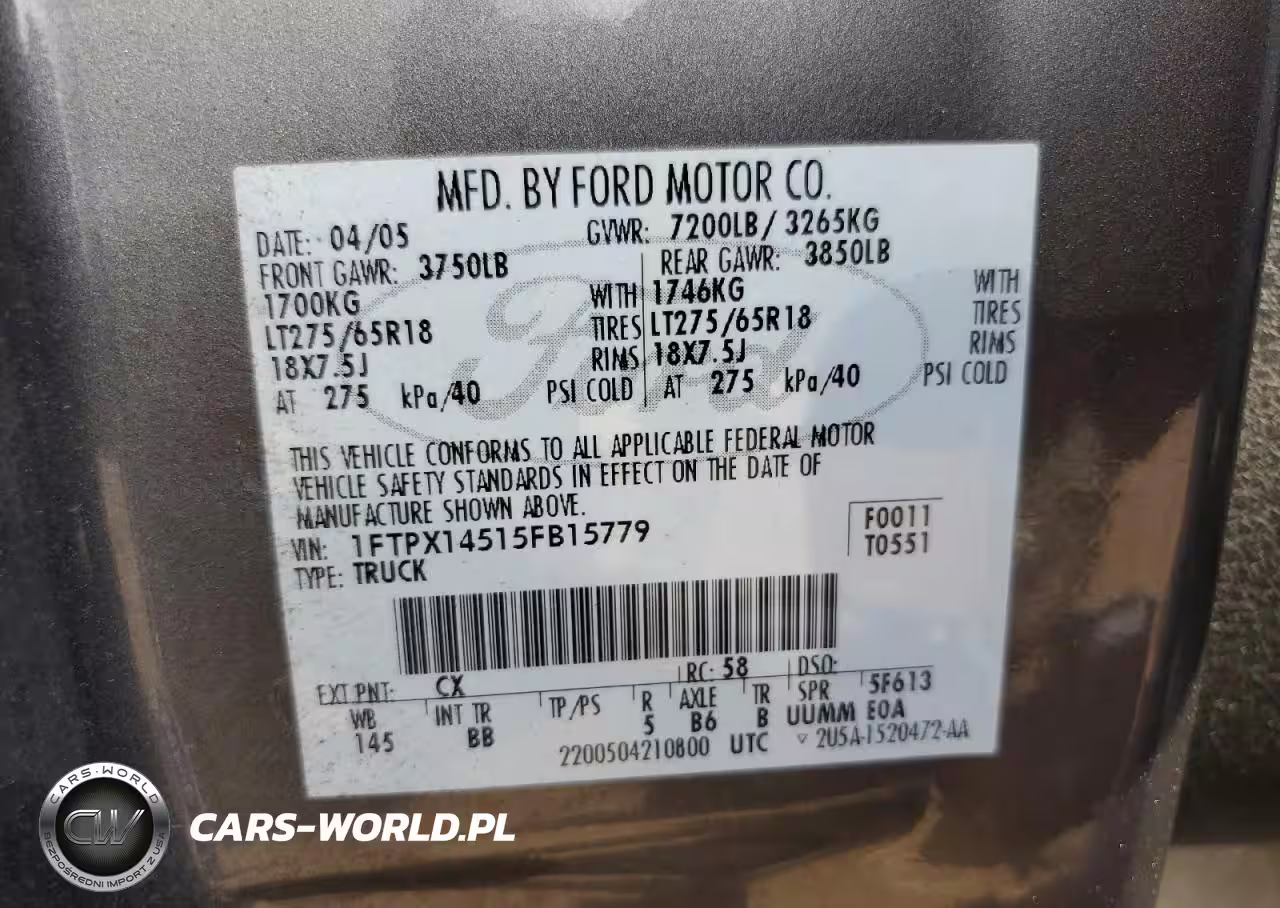 MFD. BY FORD MOTOR CO.
DATE: 04/05 GVWR: 7200LB/ 3265KG
FRONT GAWR: 3750LB REAR GAWR: 3850LB
1700KG WITH 1746KG WITH
LT275/65R18 TIRES LT275/65R18 TIRES
18X7.5J RIMS 18X7.5J RIMS
AT 275 kPa/40 PSI COLD AT 275 kPa/40 PSI COLD
Ford
THIS VEHICLE CONFORMS TO ALL APPLICABLE FEDERAL MOTOR
VEHICLE SAFETY STANDARDS IN EFFECT ON THE DATE OF
MANUFACTURE SHOWN ABOVE.
VIN: 1FTPX14515FB15779 F0011
TYPE: TRUCK T0551
EXT PNT: CX RC: 58 DSO:
WB INT TR TP/PS R AXLE TR SPR 5F613
145 BB 5 B6 B UUMM E0A
2200504210800 UTC ▽ 2U5A-1520472-AA
CARS-WORLD
CW
BEZPOŚREDNI IMPORT Z USA
CARS-WORLD.PL